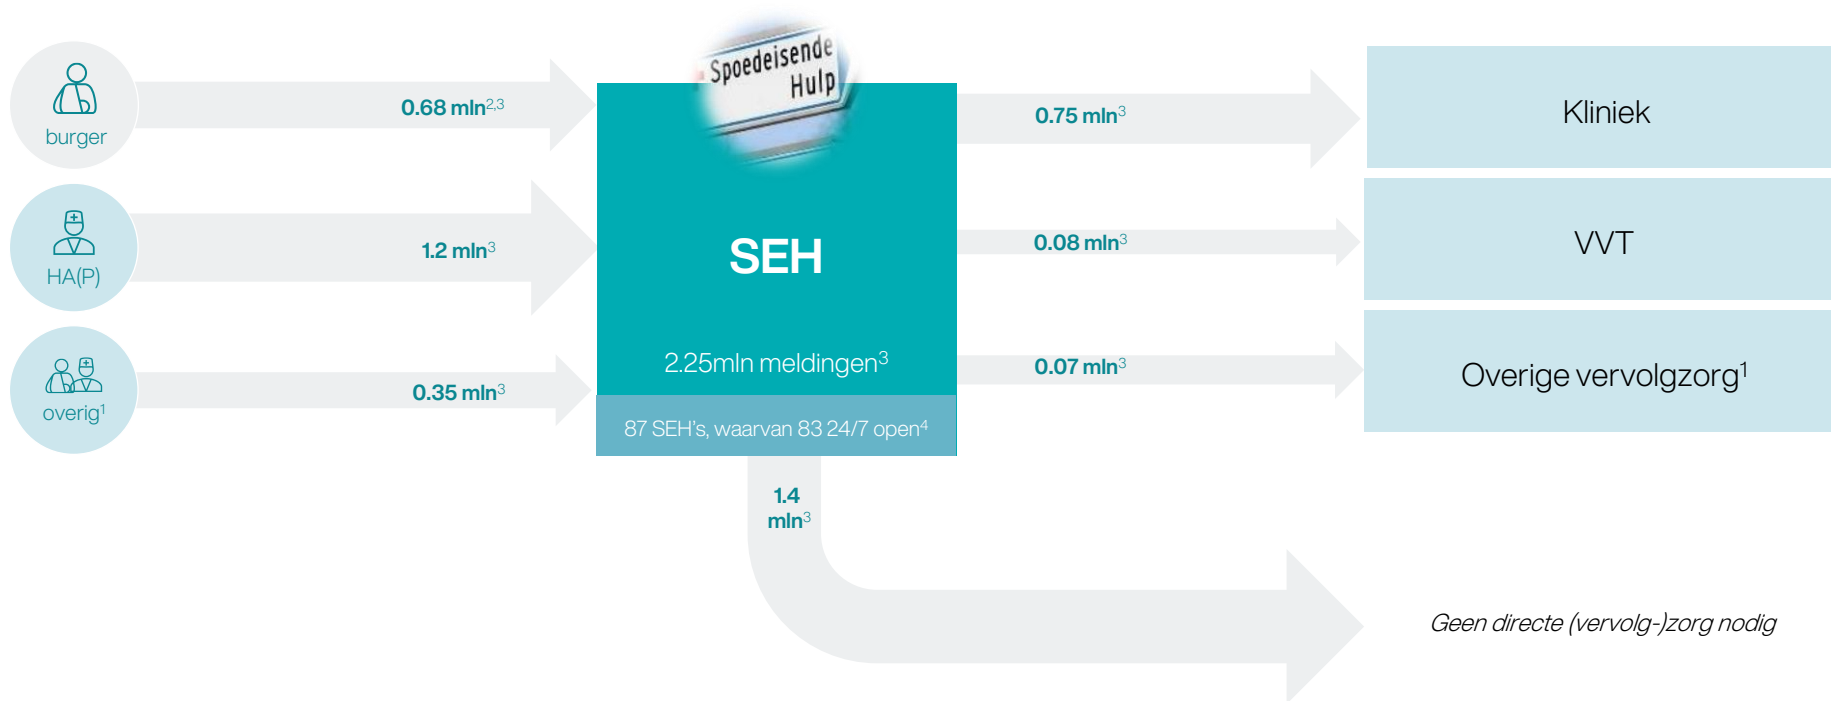 Spoedeisende
Hulp
burger
0.68 mln2,3
0.75 mln3
Kliniek
HA(P)
1.2 mln3
SEH
0.08 mln3
VVT
overig1
0.35 mln3
2.25mln meldingen3
0.07 mln3
Overige vervolgzorg1
87 SEH's, waarvan 83 24/7 open4
1.4
mln3
Geen directe (vervolg-)zorg nodig